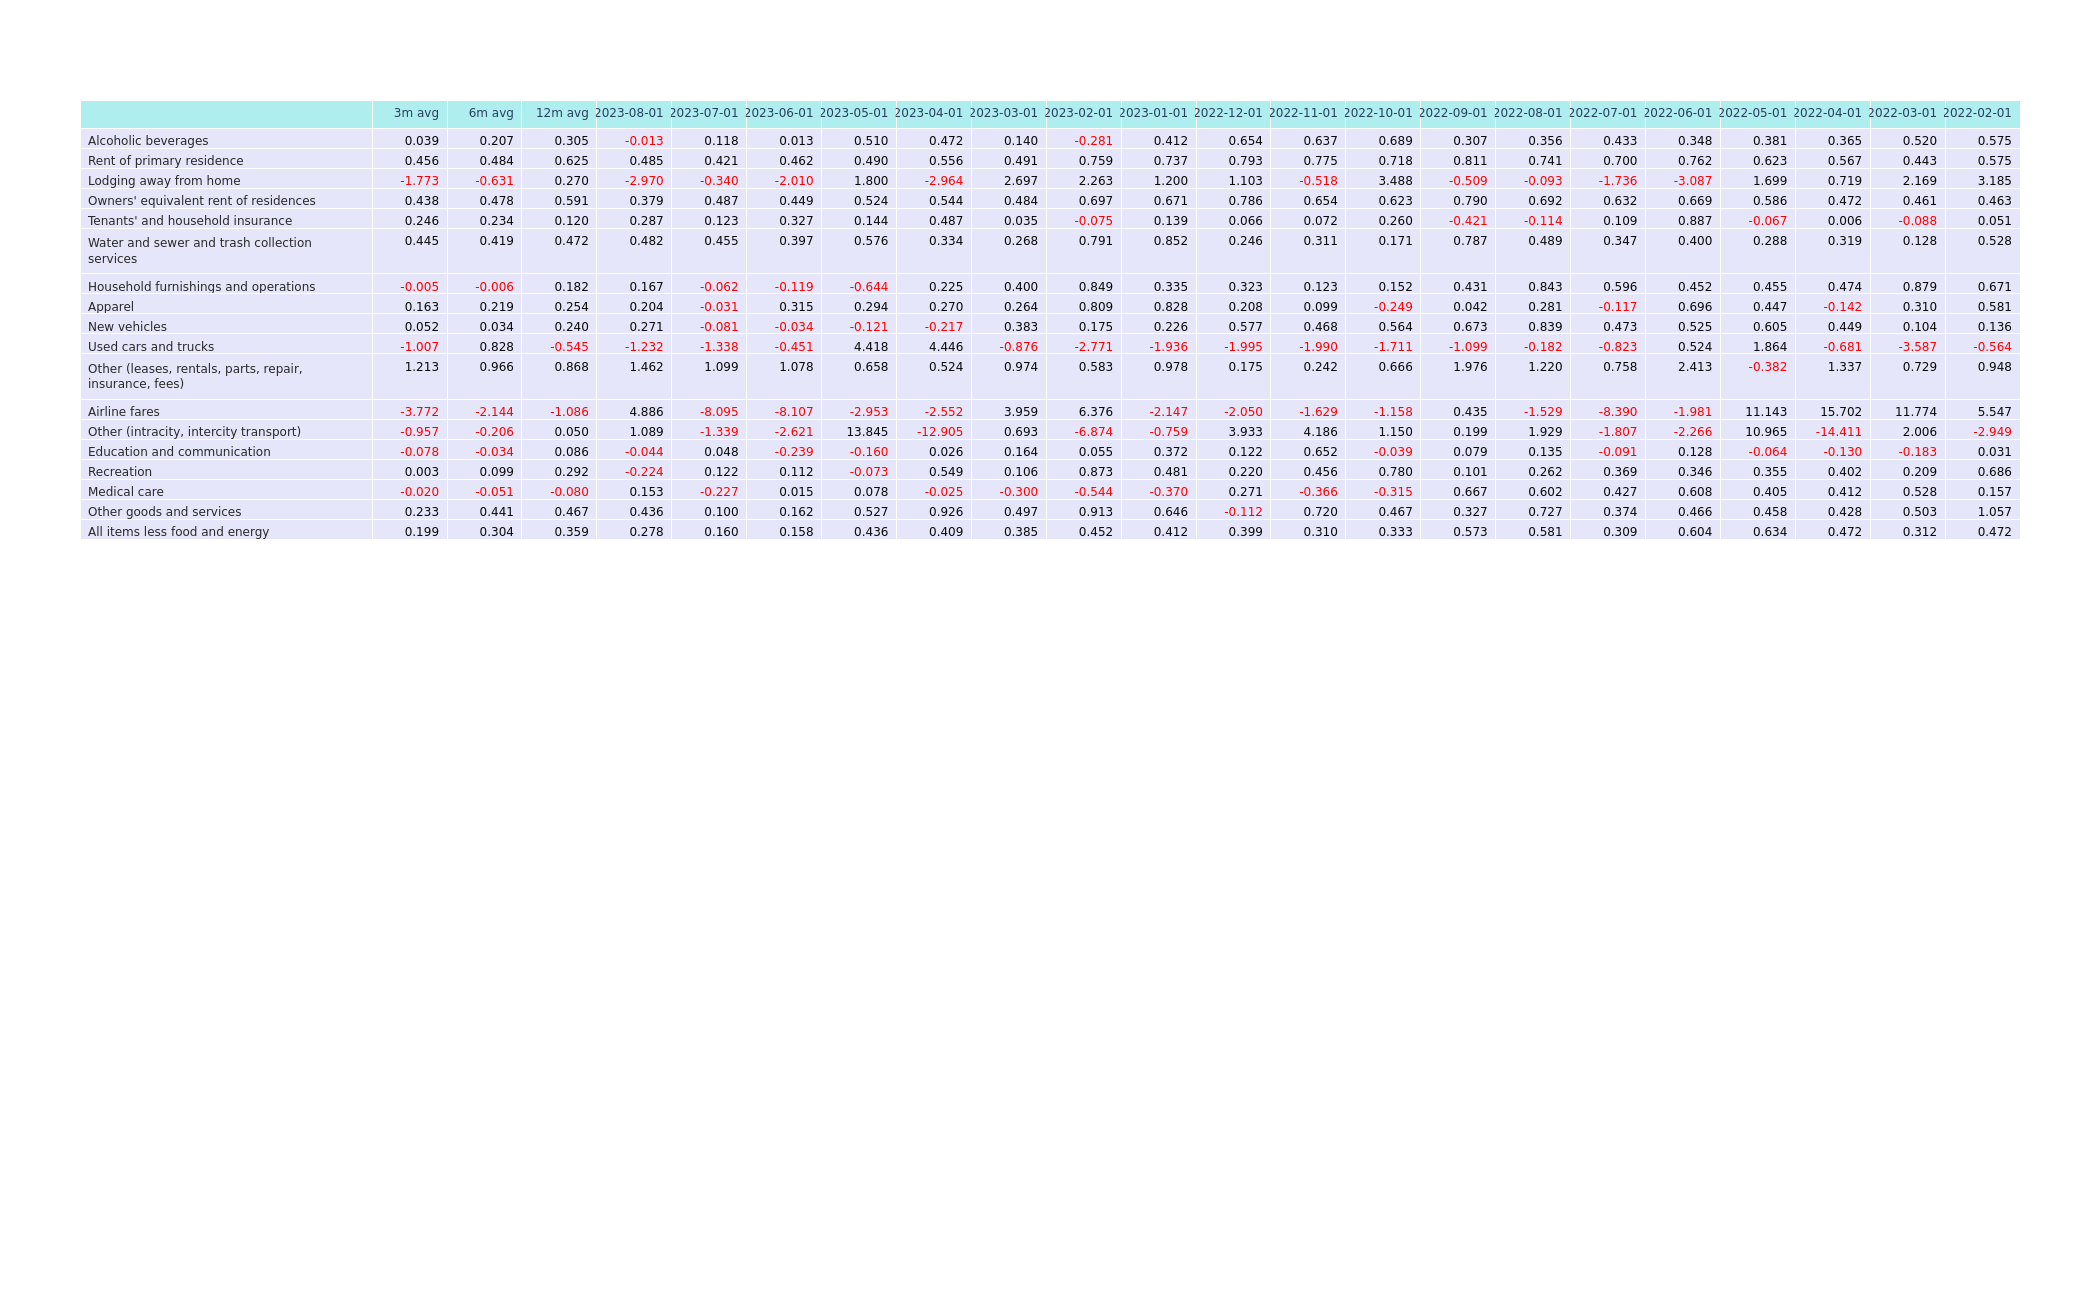 3m avg 6m avg 12m avg 2023-08-01 2023-07-01 2023-06-01 2023-05-01 2023-04-01 2023-03-01 2023-02-01 2023-01-01 2022-12-01 2022-11-01 2022-10-01 2022-09-01 2022-08-01 2022-07-01 2022-06-01 2022-05-01 2022-04-01 2022-03-01 2022-02-01
Alcoholic beverages 0.039 0.207 0.305 -0.013 0.118 0.013 0.510 0.472 0.140 -0.281 0.412 0.654 0.637 0.689 0.307 0.356 0.433 0.348 0.381 0.365 0.520 0.575
Rent of primary residence 0.456 0.484 0.625 0.485 0.421 0.462 0.490 0.556 0.491 0.759 0.737 0.793 0.775 0.718 0.811 0.741 0.700 0.762 0.623 0.567 0.443 0.575
Lodging away from home -1.773 -0.631 0.270 -2.970 -0.340 -2.010 1.800 -2.964 2.697 2.263 1.200 1.103 -0.518 3.488 -0.509 -0.093 -1.736 -3.087 1.699 0.719 2.169 3.185
Owners' equivalent rent of residences 0.438 0.478 0.591 0.379 0.487 0.449 0.524 0.544 0.484 0.697 0.671 0.786 0.654 0.623 0.790 0.692 0.632 0.669 0.586 0.472 0.461 0.463
Tenants' and household insurance 0.246 0.234 0.120 0.287 0.123 0.327 0.144 0.487 0.035 -0.075 0.139 0.066 0.072 0.260 -0.421 -0.114 0.109 0.887 -0.067 0.006 -0.088 0.051
Water and sewer and trash collection 0.445 0.419 0.472 0.482 0.455 0.397 0.576 0.334 0.268 0.791 0.852 0.246 0.311 0.171 0.787 0.489 0.347 0.400 0.288 0.319 0.128 0.528
services
Household furnishings and operations -0.005 -0.006 0.182 0.167 -0.062 -0.119 -0.644 0.225 0.400 0.849 0.335 0.323 0.123 0.152 0.431 0.843 0.596 0.452 0.455 0.474 0.879 0.671
Apparel 0.163 0.219 0.254 0.204 -0.031 0.315 0.294 0.270 0.264 0.809 0.828 0.208 0.099 -0.249 0.042 0.281 -0.117 0.696 0.447 -0.142 0.310 0.581
New vehicles 0.052 0.034 0.240 0.271 -0.081 -0.034 -0.121 -0.217 0.383 0.175 0.226 0.577 0.468 0.564 0.673 0.839 0.473 0.525 0.605 0.449 0.104 0.136
Used cars and trucks -1.007 0.828 -0.545 -1.232 -1.338 -0.451 4.418 4.446 -0.876 -2.771 -1.936 -1.995 -1.990 -1.711 -1.099 -0.182 -0.823 0.524 1.864 -0.681 -3.587 -0.564
Other (leases, rentals, parts, repair, 1.213 0.966 0.868 1.462 1.099 1.078 0.658 0.524 0.974 0.583 0.978 0.175 0.242 0.666 1.976 1.220 0.758 2.413 -0.382 1.337 0.729 0.948
insurance, fees)
Airline fares -3.772 -2.144 -1.086 4.886 -8.095 -8.107 -2.953 -2.552 3.959 6.376 -2.147 -2.050 -1.629 -1.158 0.435 -1.529 -8.390 -1.981 11.143 15.702 11.774 5.547
Other (intracity, intercity transport) -0.957 -0.206 0.050 1.089 -1.339 -2.621 13.845 -12.905 0.693 -6.874 -0.759 3.933 4.186 1.150 0.199 1.929 -1.807 -2.266 10.965 -14.411 2.006 -2.949
Education and communication -0.078 -0.034 0.086 -0.044 0.048 -0.239 -0.160 0.026 0.164 0.055 0.372 0.122 0.652 -0.039 0.079 0.135 -0.091 0.128 -0.064 -0.130 -0.183 0.031
Recreation 0.003 0.099 0.292 -0.224 0.122 0.112 -0.073 0.549 0.106 0.873 0.481 0.220 0.456 0.780 0.101 0.262 0.369 0.346 0.355 0.402 0.209 0.686
Medical care -0.020 -0.051 -0.080 0.153 -0.227 0.015 0.078 -0.025 -0.300 -0.544 -0.370 0.271 -0.366 -0.315 0.667 0.602 0.427 0.608 0.405 0.412 0.528 0.157
Other goods and services 0.233 0.441 0.467 0.436 0.100 0.162 0.527 0.926 0.497 0.913 0.646 -0.112 0.720 0.467 0.327 0.727 0.374 0.466 0.458 0.428 0.503 1.057
All items less food and energy 0.199 0.304 0.359 0.278 0.160 0.158 0.436 0.409 0.385 0.452 0.412 0.399 0.310 0.333 0.573 0.581 0.309 0.604 0.634 0.472 0.312 0.472